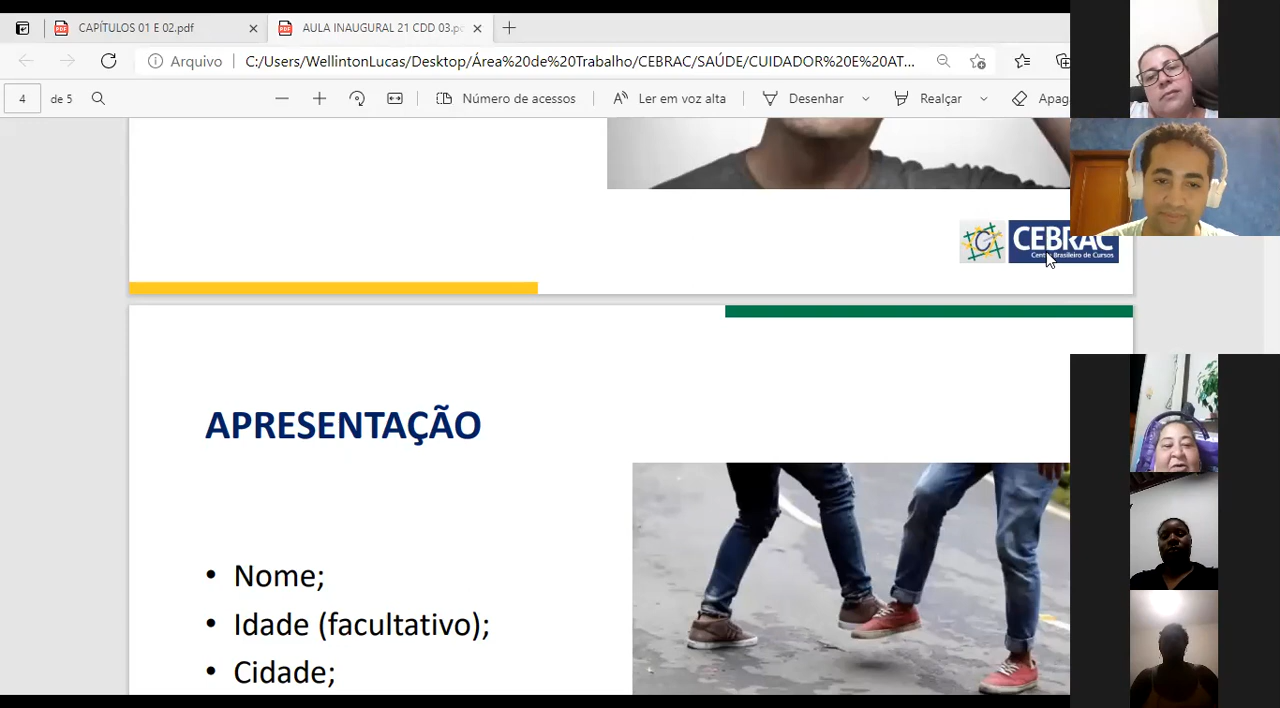 CAPÍTULOS 01 E 02.pdf
AULA INAUGURAL 21 CDD 03.pc
Arquivo
C:/Users/WellintonLucas/Desktop/Área%20de%20Trabalho/CEBRAC/SAÚDE/CUIDADOR%20E%20AT...
4 de 5
Número de acessos
Ler em voz alta
Desenhar
Realçar
Apag
CEBRAC
Centro Brasileiro de Cursos
APRESENTAÇÃO
• Nome;
• Idade (facultativo);
• Cidade;